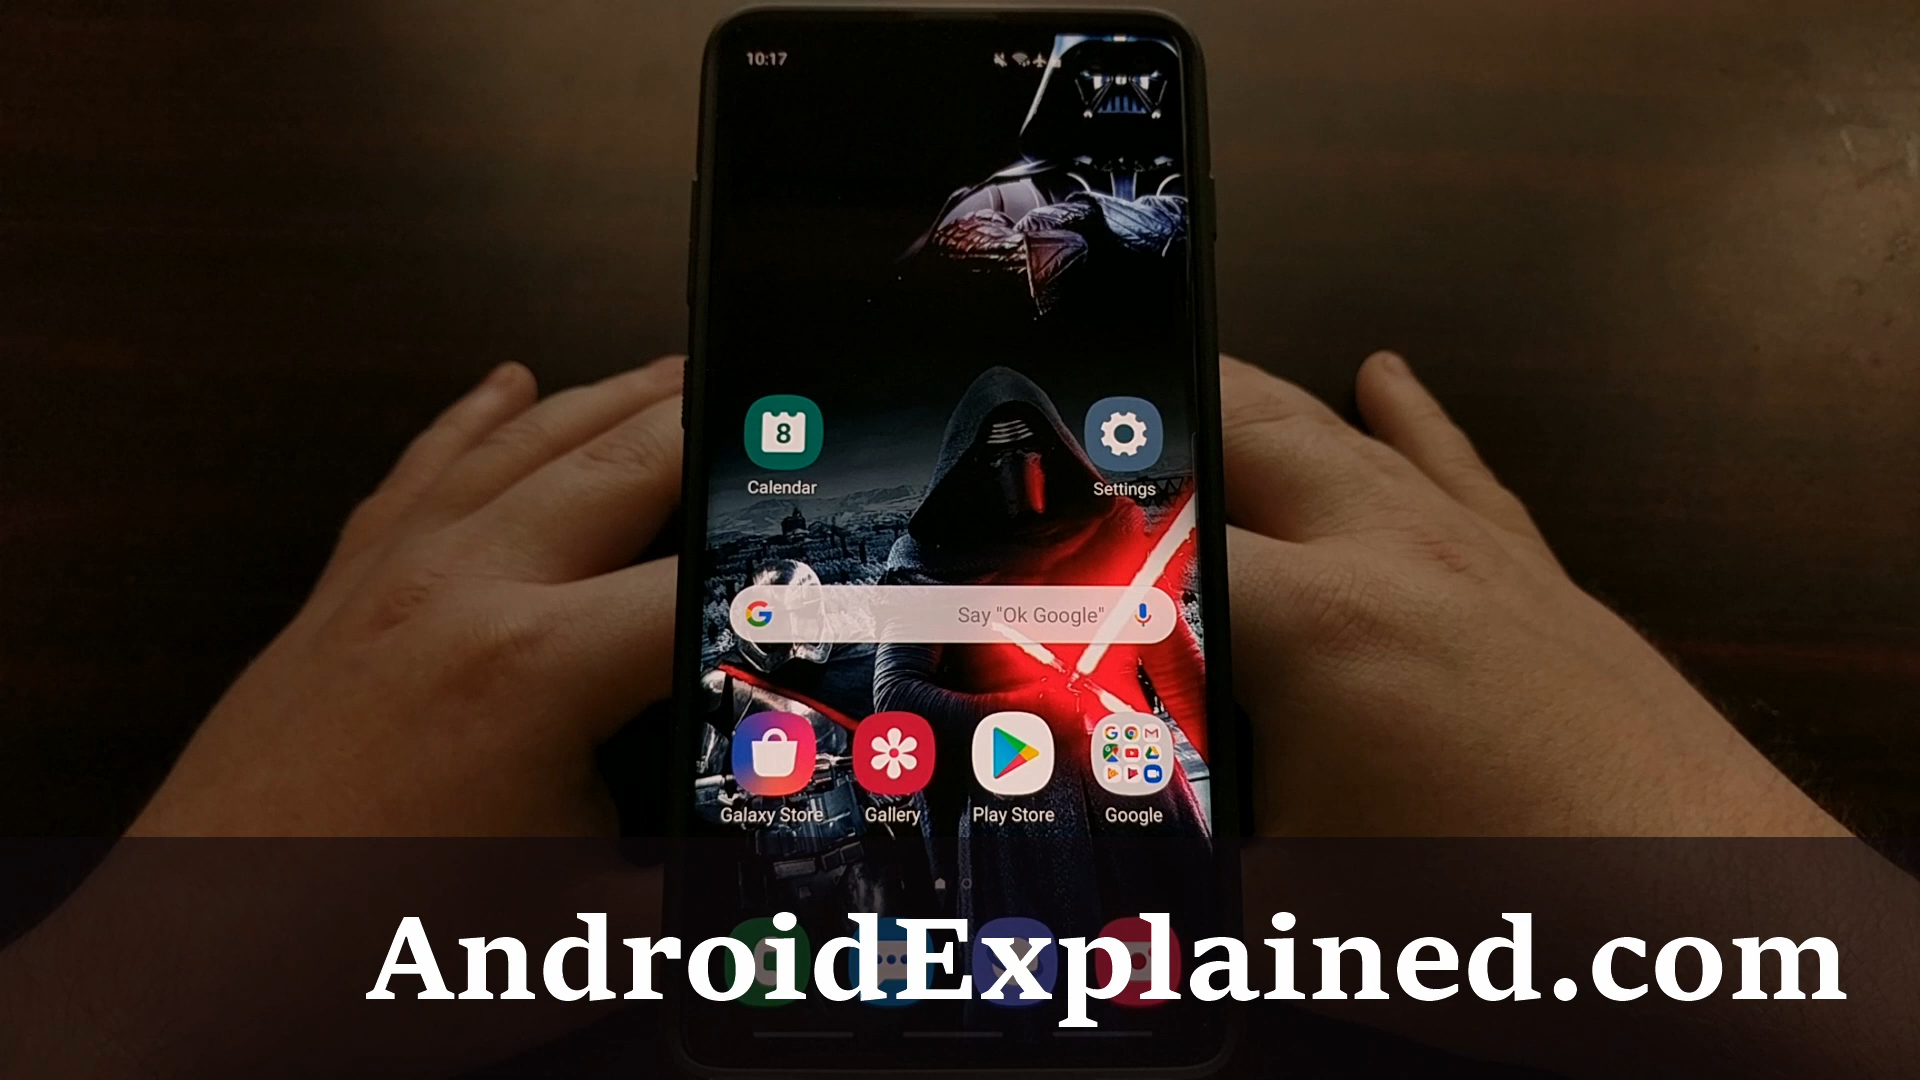 10:17
8
Calendar
Settings
G Say "Ok Google"
Galaxy Store
Gallery
Play Store
Google
AndroidExplained.com